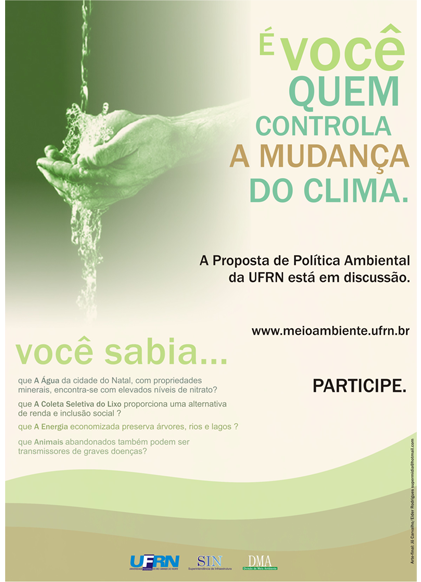 É você
QUEM
CONTROLA
A MUDANÇA
DO CLIMA.
A Proposta de Política Ambiental
da UFRN está em discussão.
www.meioambiente.ufrn.br
PARTICIPE.
você sabia...
que A Água da cidade do Natal, com propriedades
minerais, encontra-se com elevados níveis de nitrato?
que A Coleta Seletiva do Lixo proporciona uma alternativa
de renda e inclusão social ?
que A Energia economizada preserva árvores, rios e lagos ?
que Animais abandonados também podem ser
transmissores de graves doenças?
UFRN
SIN
DMA